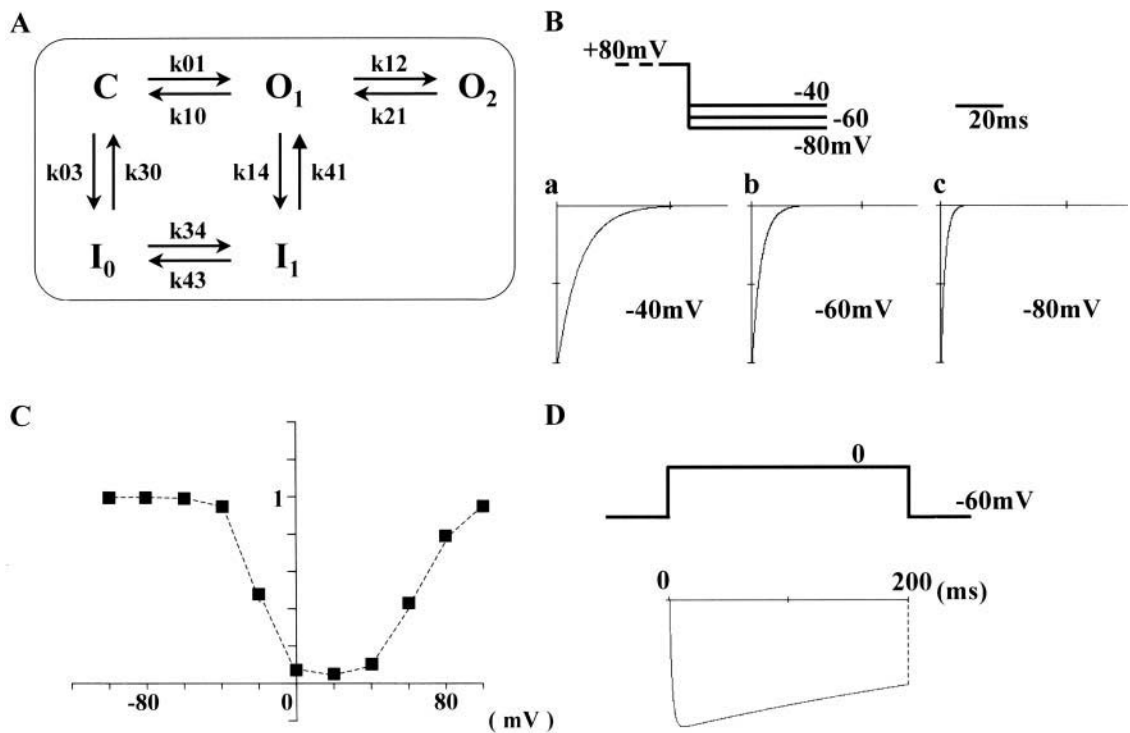 A
k01
k12
C
O1
O2
k10
k21
k03
k30
k14
k41
k34
I0
I1
k43
B
+80mV
-40
-60
-80mV
20ms
a
b
c
-40mV
-60mV
-80mV
C
1
-80
0
80
( mV )
D
0
-60mV
0
200 (ms)